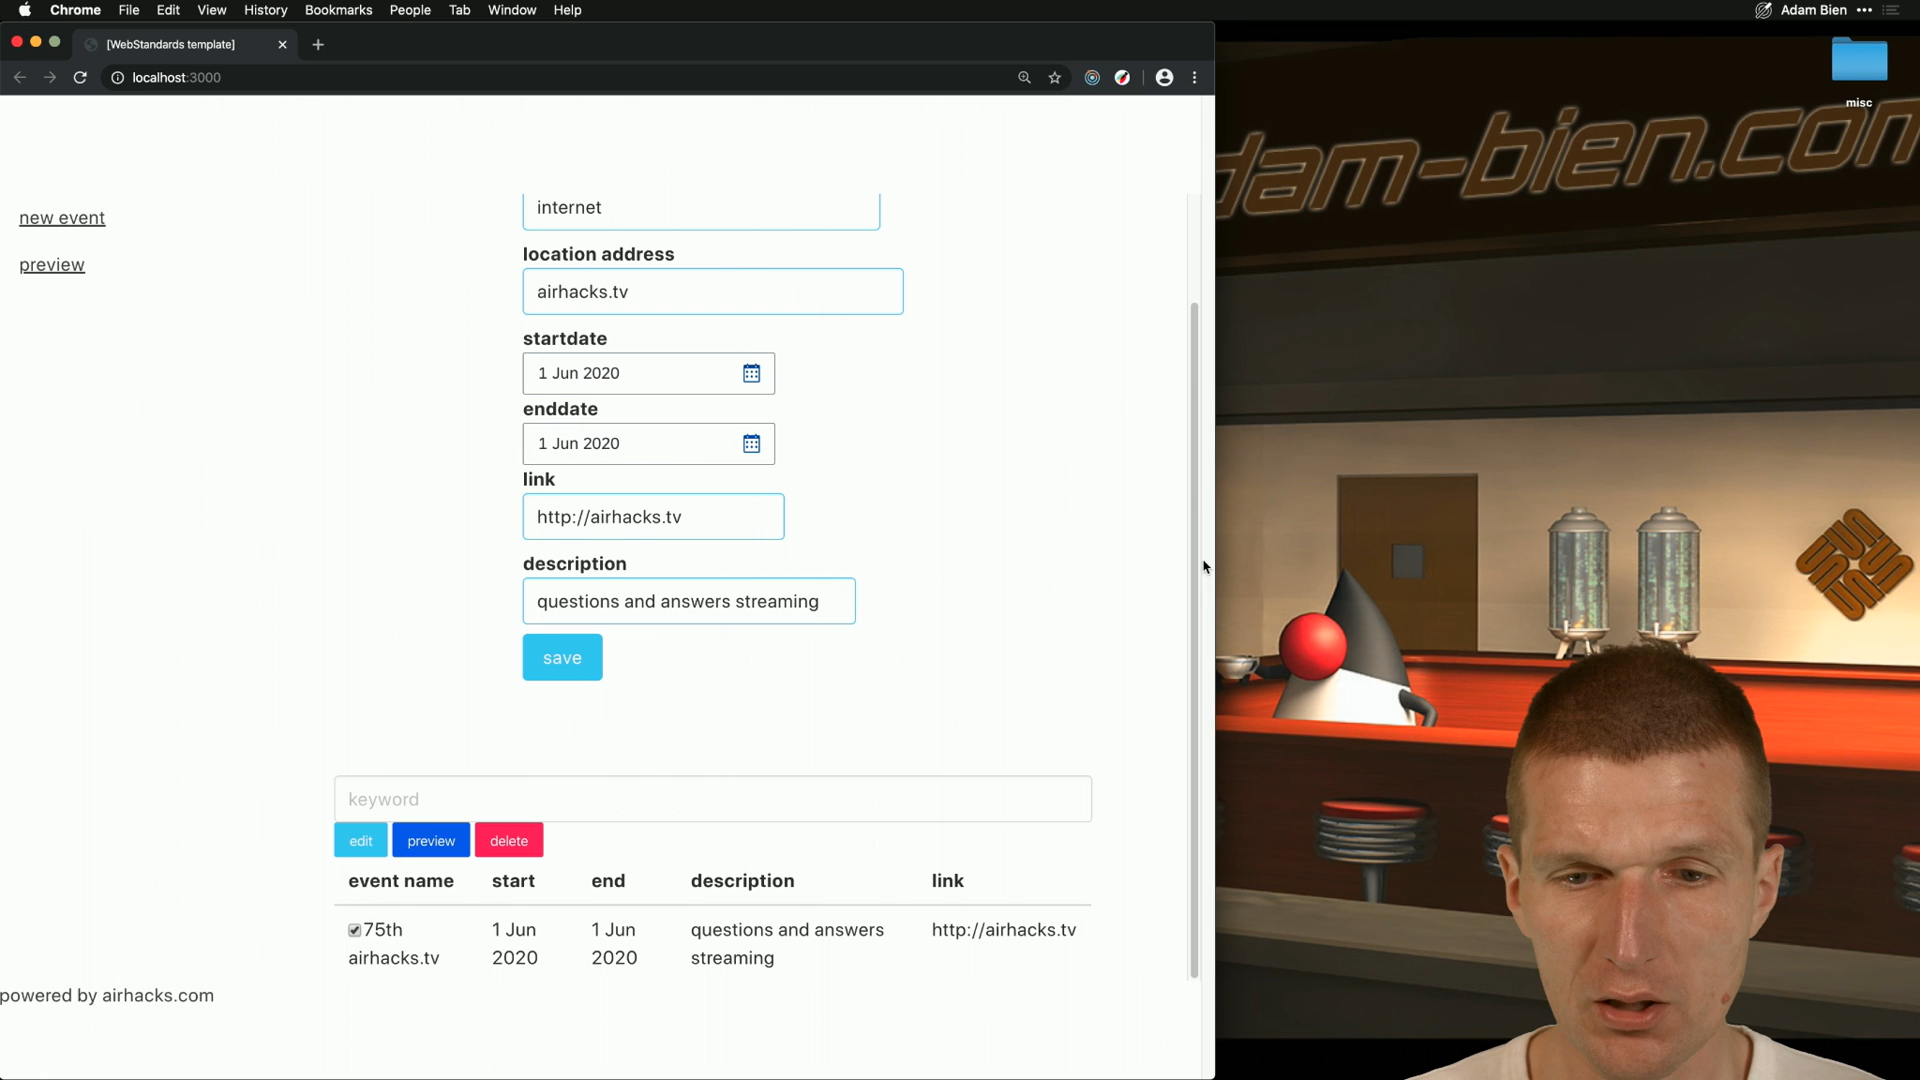 Chrome File Edit View History Bookmarks People Tab Window Help
Adam Bien
[WebStandards template]
localhost:3000
misc
dam-bien.com
new event
preview
internet
location address
airhacks.tv
startdate
1 Jun 2020
enddate
1 Jun 2020
link
http://airhacks.tv
description
questions and answers streaming
save
keyword
edit preview delete
event name start end description link
75th 1 Jun 1 Jun questions and answers http://airhacks.tv
airhacks.tv 2020 2020 streaming
powered by airhacks.com